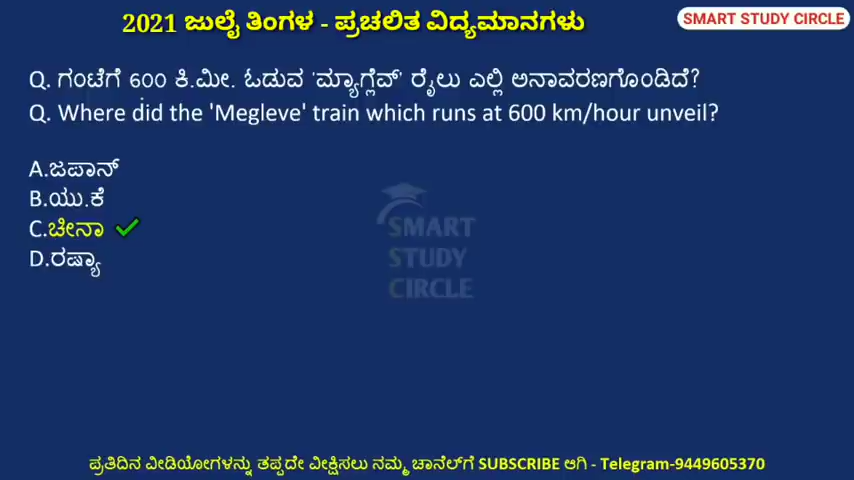 2021 ಜುಲೈ ತಿಂಗಳ - ಪ್ರಚಲಿತ ವಿದ್ಯಮಾನಗಳು
SMART STUDY CIRCLE
Q. ಗಂಟೆಗೆ 600 ಕಿ.ಮೀ. ಓಡುವ 'ಮ್ಯಾಗ್ಲೆವ್' ರೈಲು ಎಲ್ಲಿ ಅನಾವರಣಗೊಂಡಿದೆ?
Q. Where did the 'Megleve' train which runs at 600 km/hour unveil?
A.ಜಪಾನ್
B.ಯು.ಕೆ
C.ಚೀನಾ
D.ರಷ್ಯಾ
SMART
STUDY
CIRCLE
ಪ್ರತಿದಿನ ವೀಡಿಯೋಗಳನ್ನು ತಪ್ಪದೇ ವೀಕ್ಷಿಸಲು ನಮ್ಮ ಚಾನೆಲ್‌ಗೆ SUBSCRIBE ಆಗಿ - Telegram-9449605370